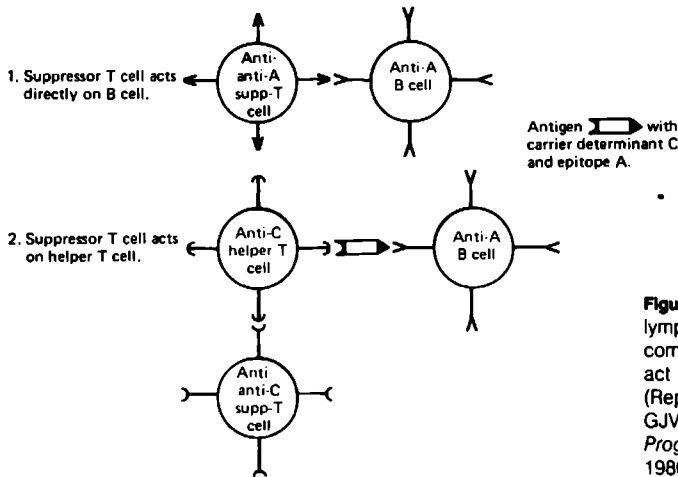 Anti-
anti-A
supp-T
cell
Anti-A
B cell
1. Suppressor T cell acts
directly on B cell.
Antigen with
carrier determinant C
and epitope A.
2. Suppressor T cell acts
on helper T cell.
Anti-C
helper T
cell
Anti-A
B cell
Anti
anti-C
supp-T
cell
lymp
com
act
(Rep
GJV
Prog